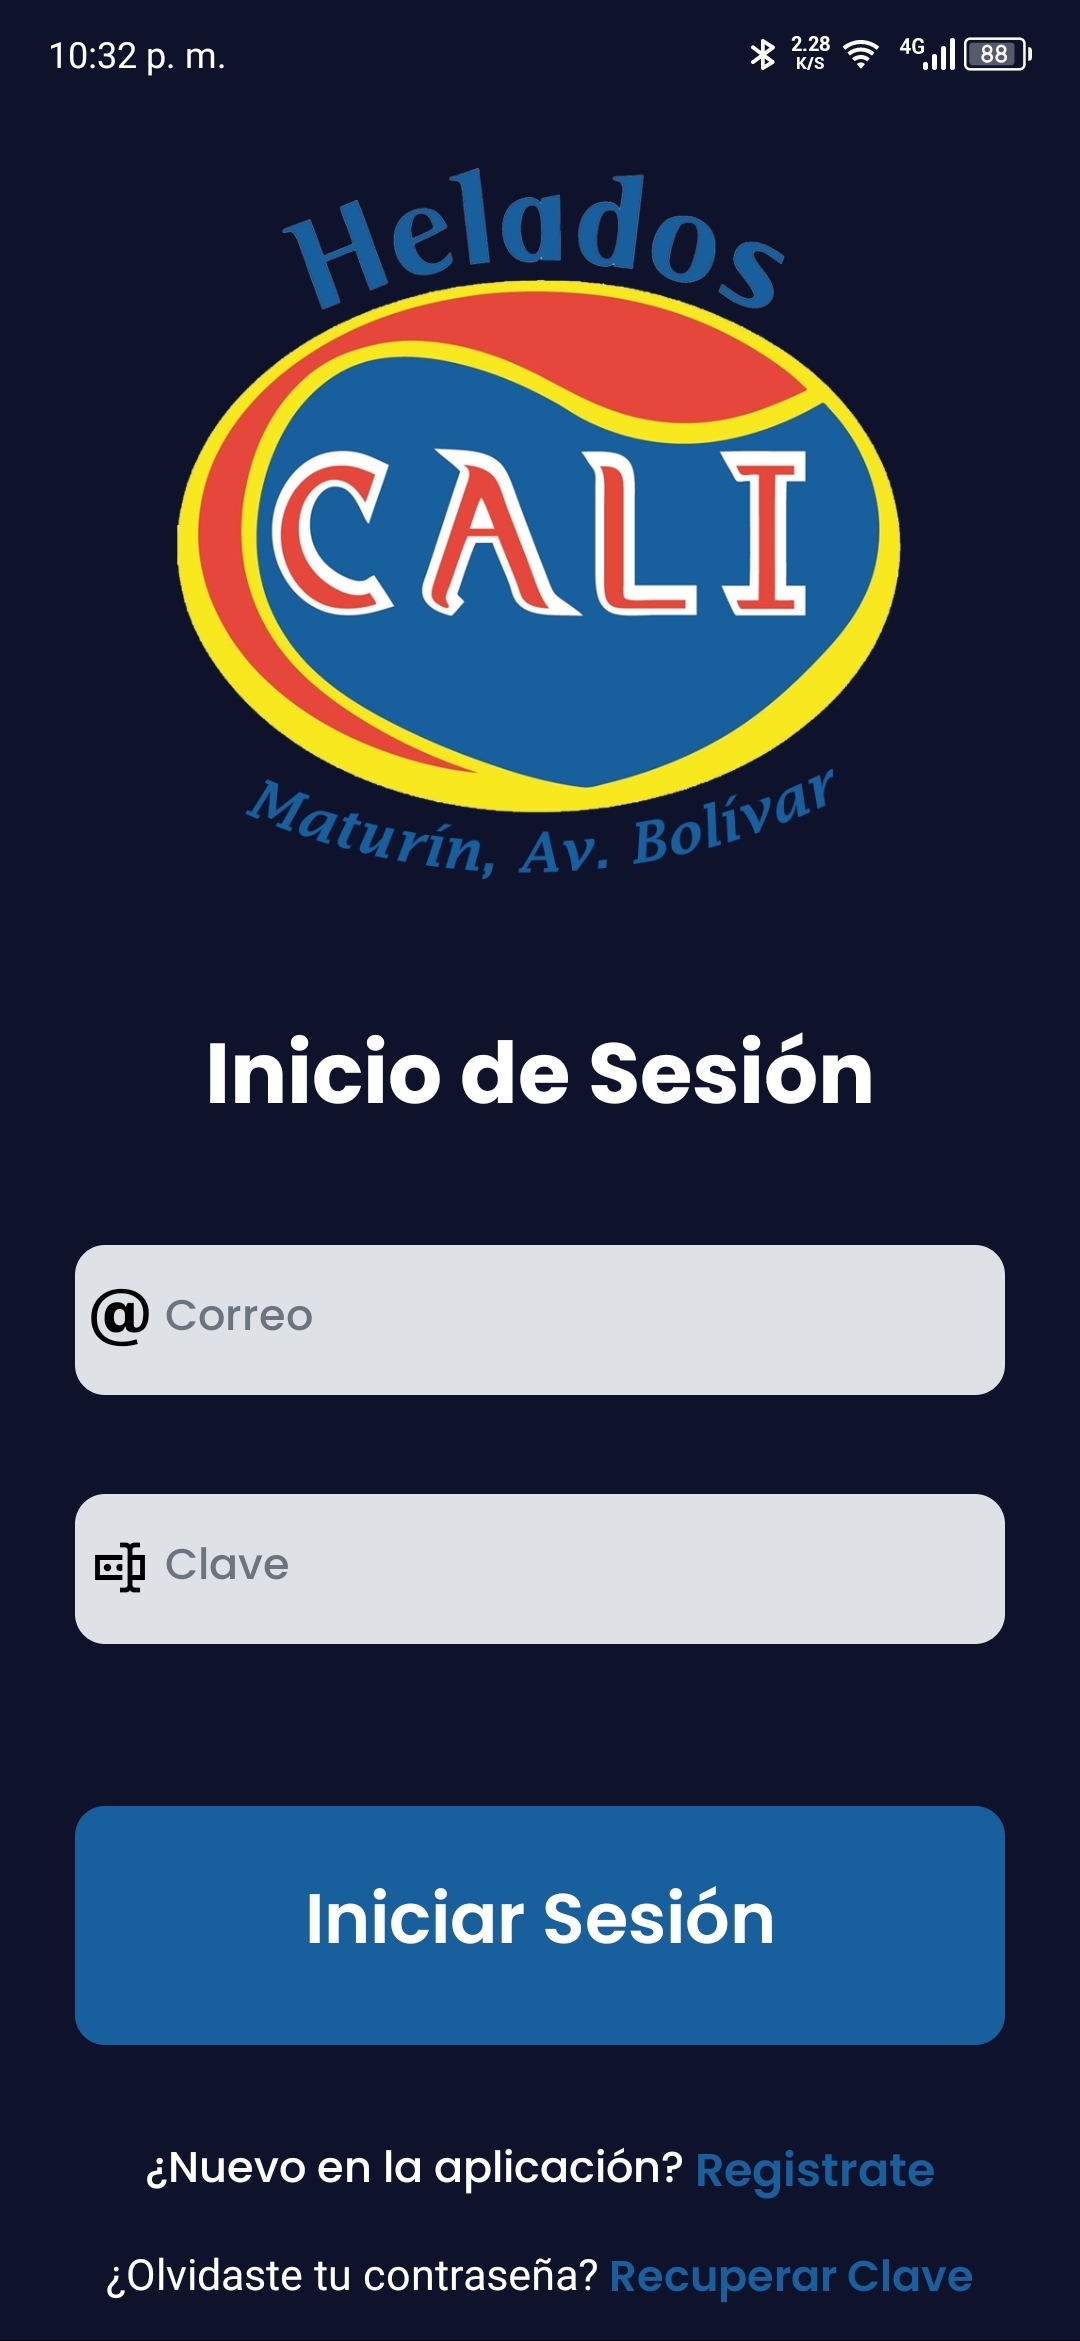 10:32 p. m.
2.28
K/S
4G
88
Helados
CALI
Maturín, Av. Bolívar
Inicio de Sesión
@ Correo
Clave
Iniciar Sesión
¿Nuevo en la aplicación? Registrate
¿Olvidaste tu contraseña? Recuperar Clave